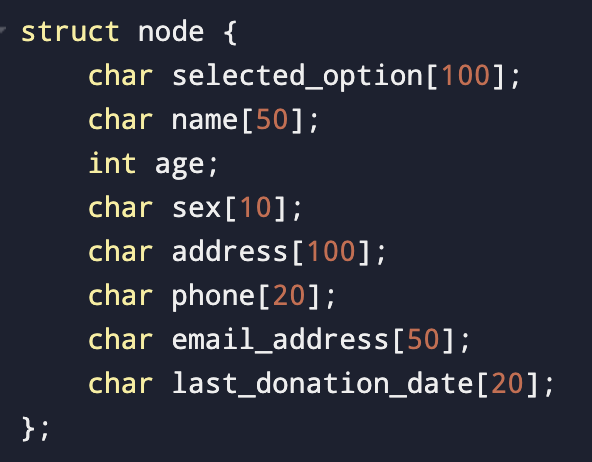 struct node {
    char selected_option[100];
    char name[50];
    int age;
    char sex[10];
    char address[100];
    char phone[20];
    char email_address[50];
    char last_donation_date[20];
};